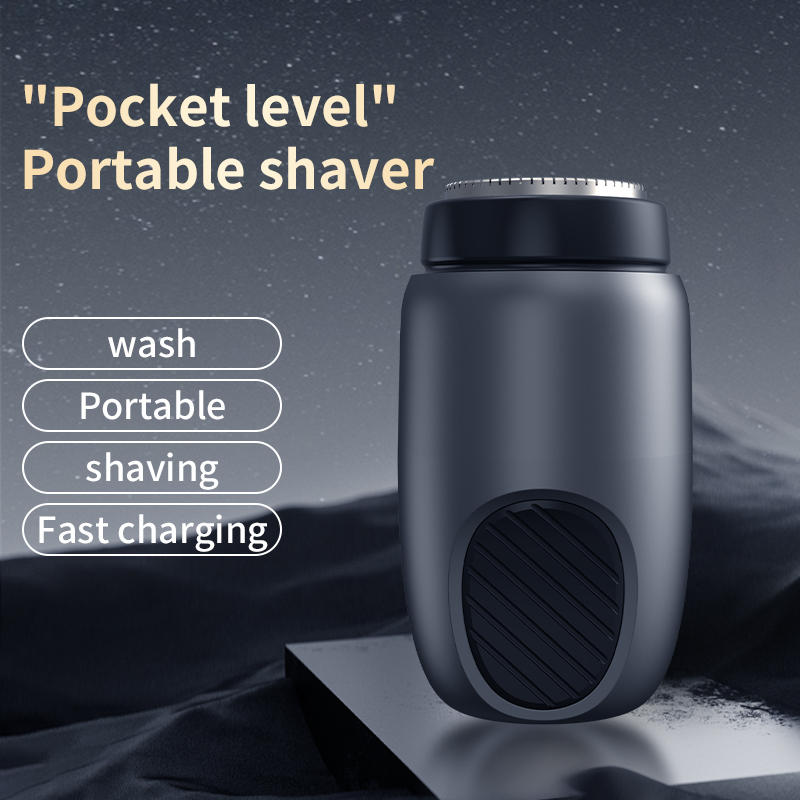 "Pocket level"
Portable shaver
wash
Portable
shaving
Fast charging